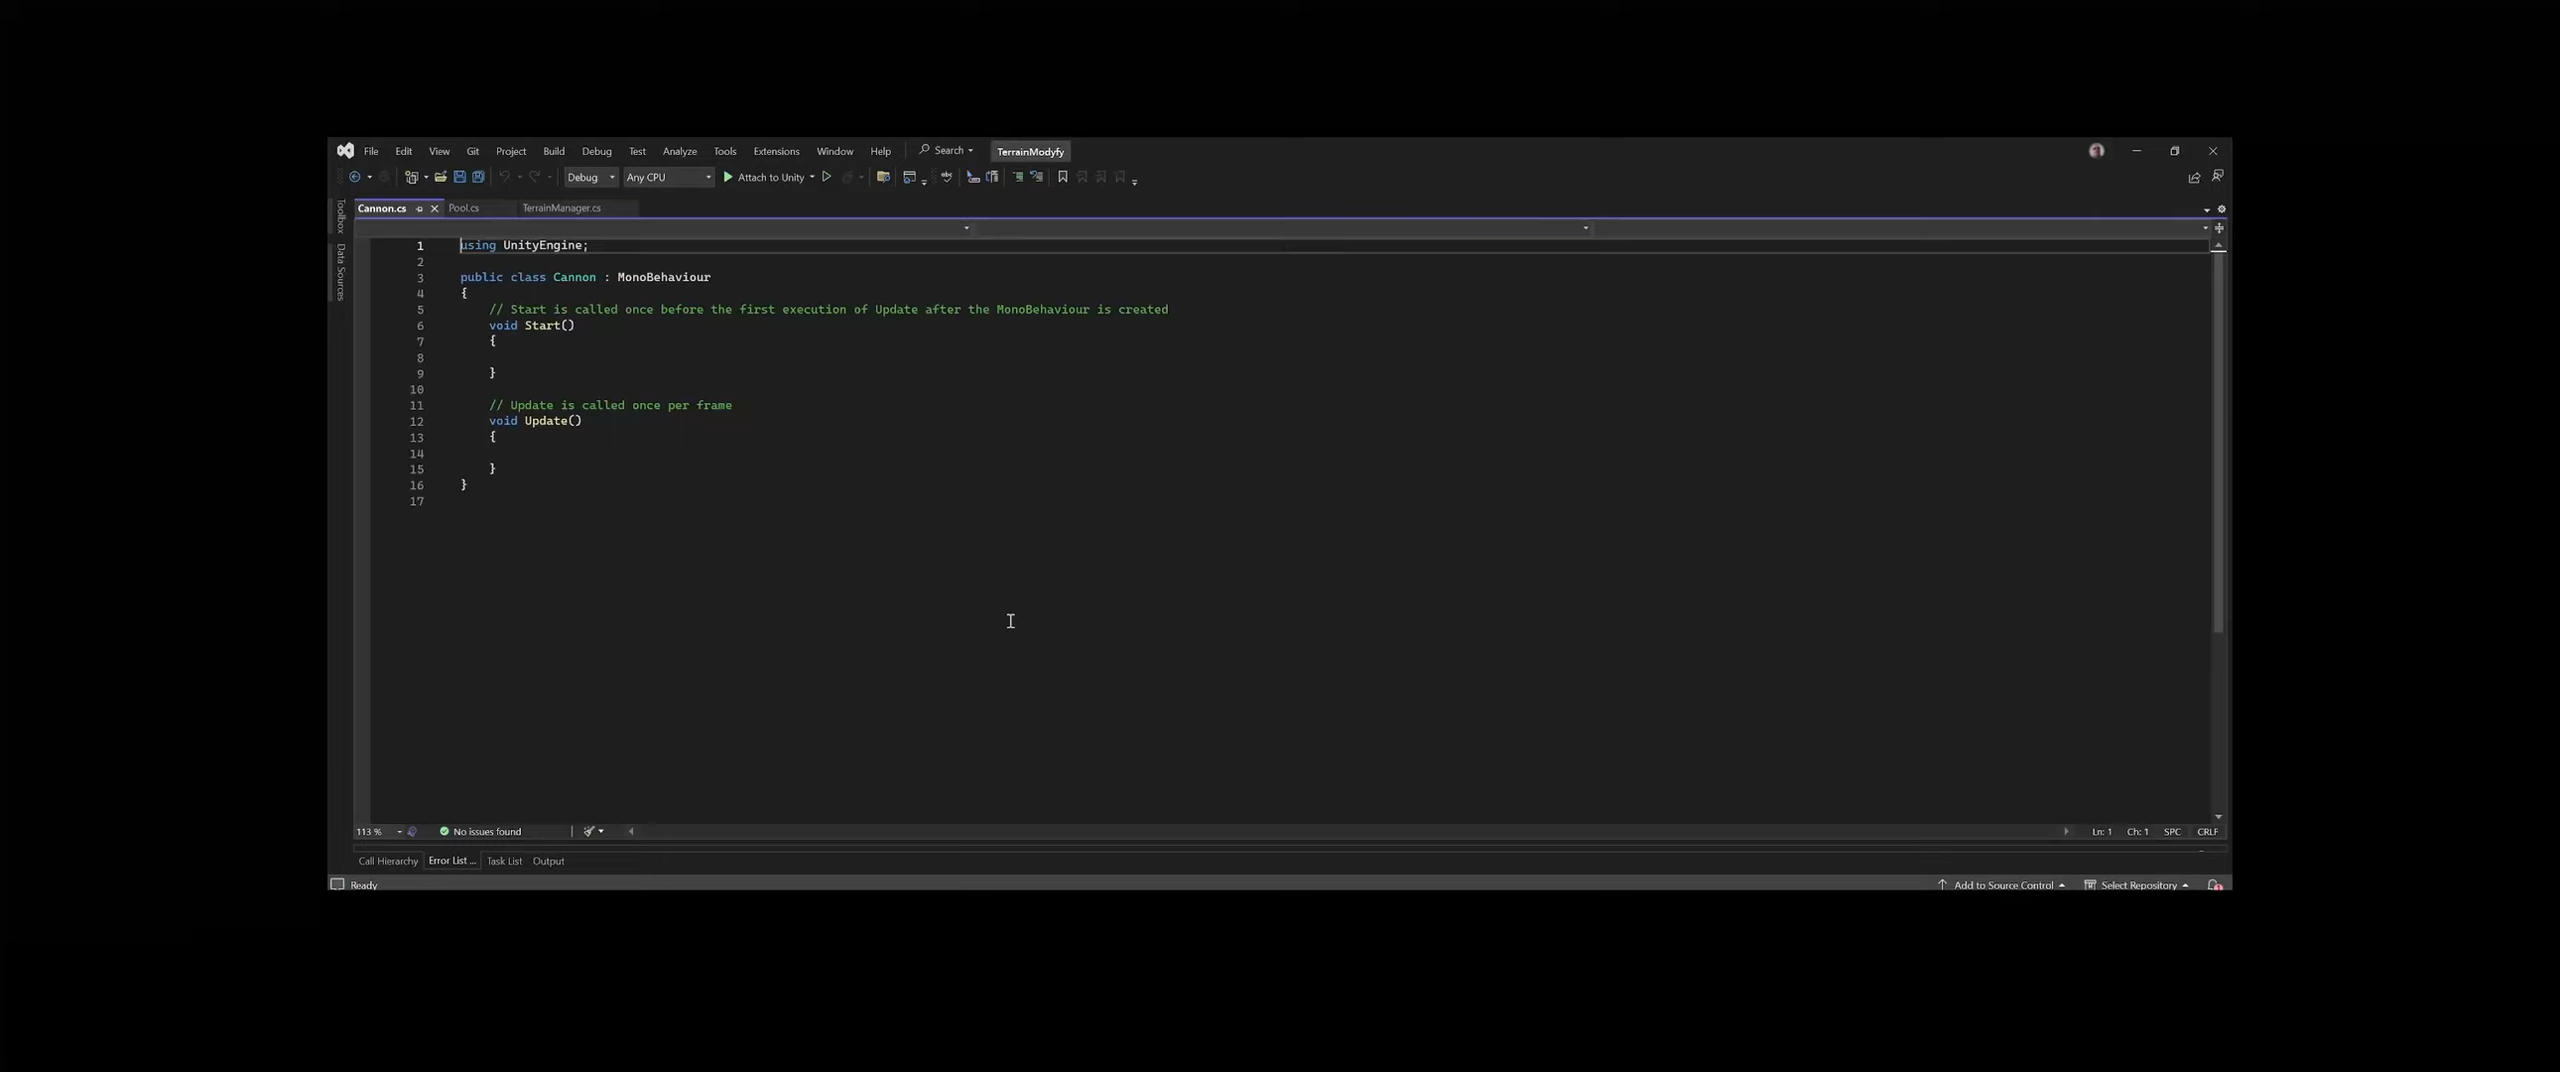 File Edit View Git Project Build Debug Test Analyze Tools Extensions Window Help Search TerrainModyfy
Debug Any CPU Attach to Unity
Toolbox
Data Sources
Cannon.cs Pool.cs TerrainManager.cs
1 using UnityEngine;
2
3 public class Cannon : MonoBehaviour
4 {
5 // Start is called once before the first execution of Update after the MonoBehaviour is created
6 void Start()
7 {
8
9 }
10
11 // Update is called once per frame
12 void Update()
13 {
14
15 }
16 }
17
113 % No issues found Ln: 1 Ch: 1 SPC CRLF
Call Hierarchy Error List ... Task List Output
Ready Add to Source Control Select Repository